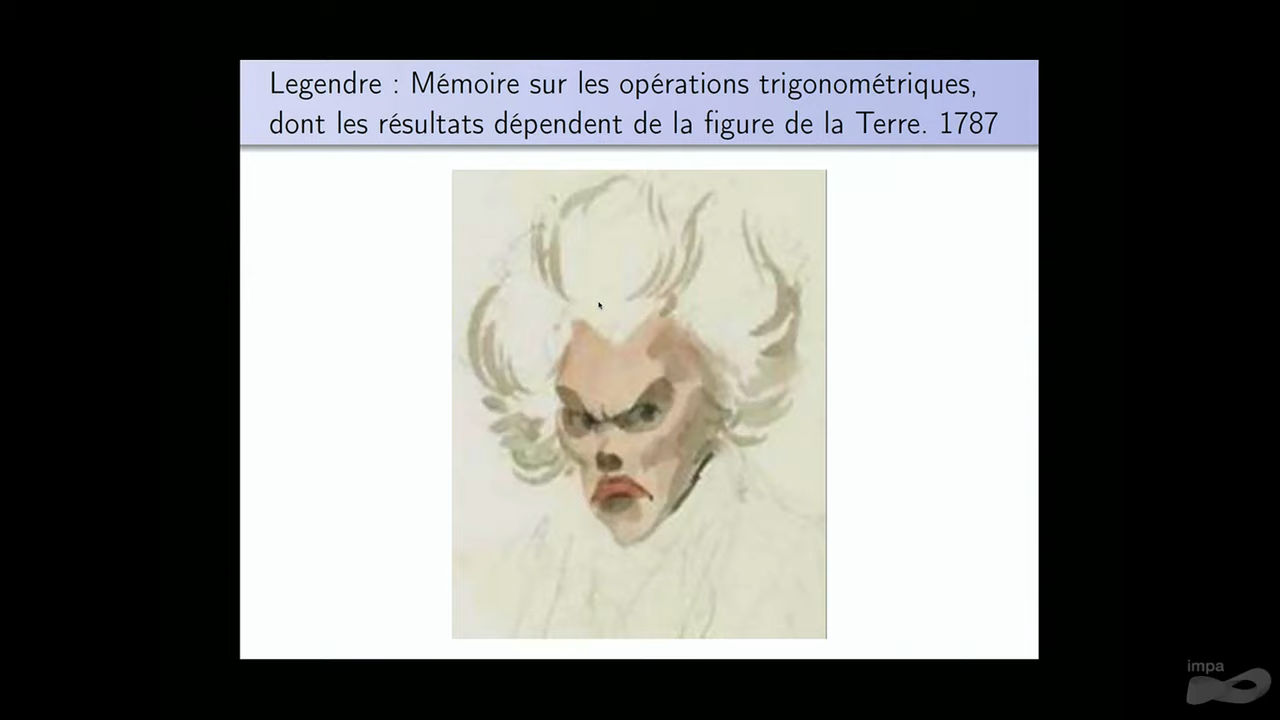 Legendre : Mémoire sur les opérations trigonométriques,
dont les résultats dépendent de la figure de la Terre. 1787
impa